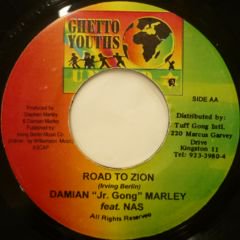 GHETTO YOUTHS
UNITED
SIDE AA
Produced by
Stephen Marley
& Damian Marley
Published by
Irving Berlin Music Co
(Admin. by Williamson Music)
ASCAP
Distributed by:
Tuff Gong Intl.
220 Marcus Garvey
Drive
Kingston 11
Tel: 923-9380-4
ROAD TO ZION
(Irving Berlin)
DAMIAN "Jr. Gong" MARLEY
feat. NAS
All Rights Reserved